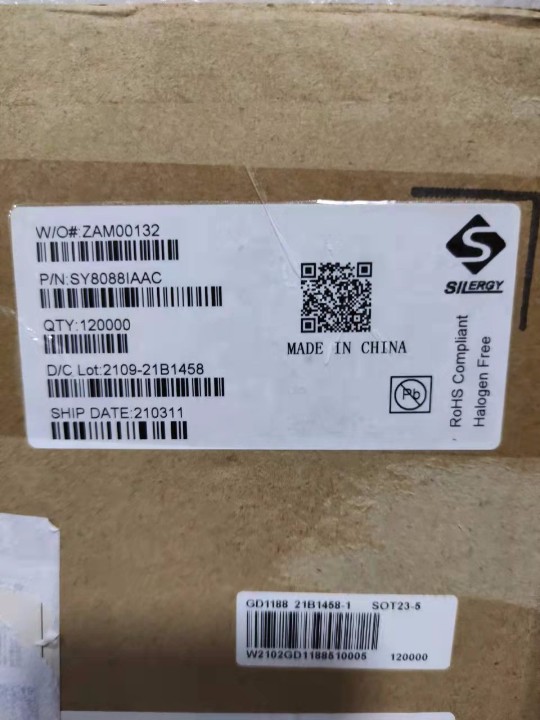 W/O#:ZAM00132
P/N:SY8088IAAC
QTY:120000
D/C Lot:2109-21B1458
SHIP DATE:210311
MADE IN CHINA
Pb
S
SILERGY
RoHS Compliant
Halogen Free
GD1188 21B1458-1 SOT23-5
W2102GD1188510005 120000